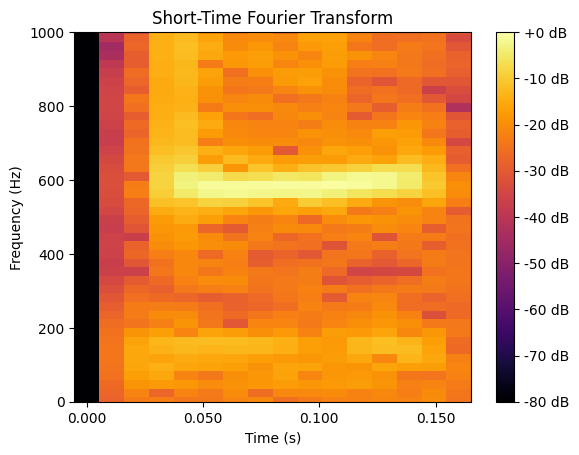 Short-Time Fourier Transform
1000
800
600
400
200
0
Frequency (Hz)
0.000
0.050
0.100
0.150
Time (s)
+0 dB
-10 dB
-20 dB
-30 dB
-40 dB
-50 dB
-60 dB
-70 dB
-80 dB